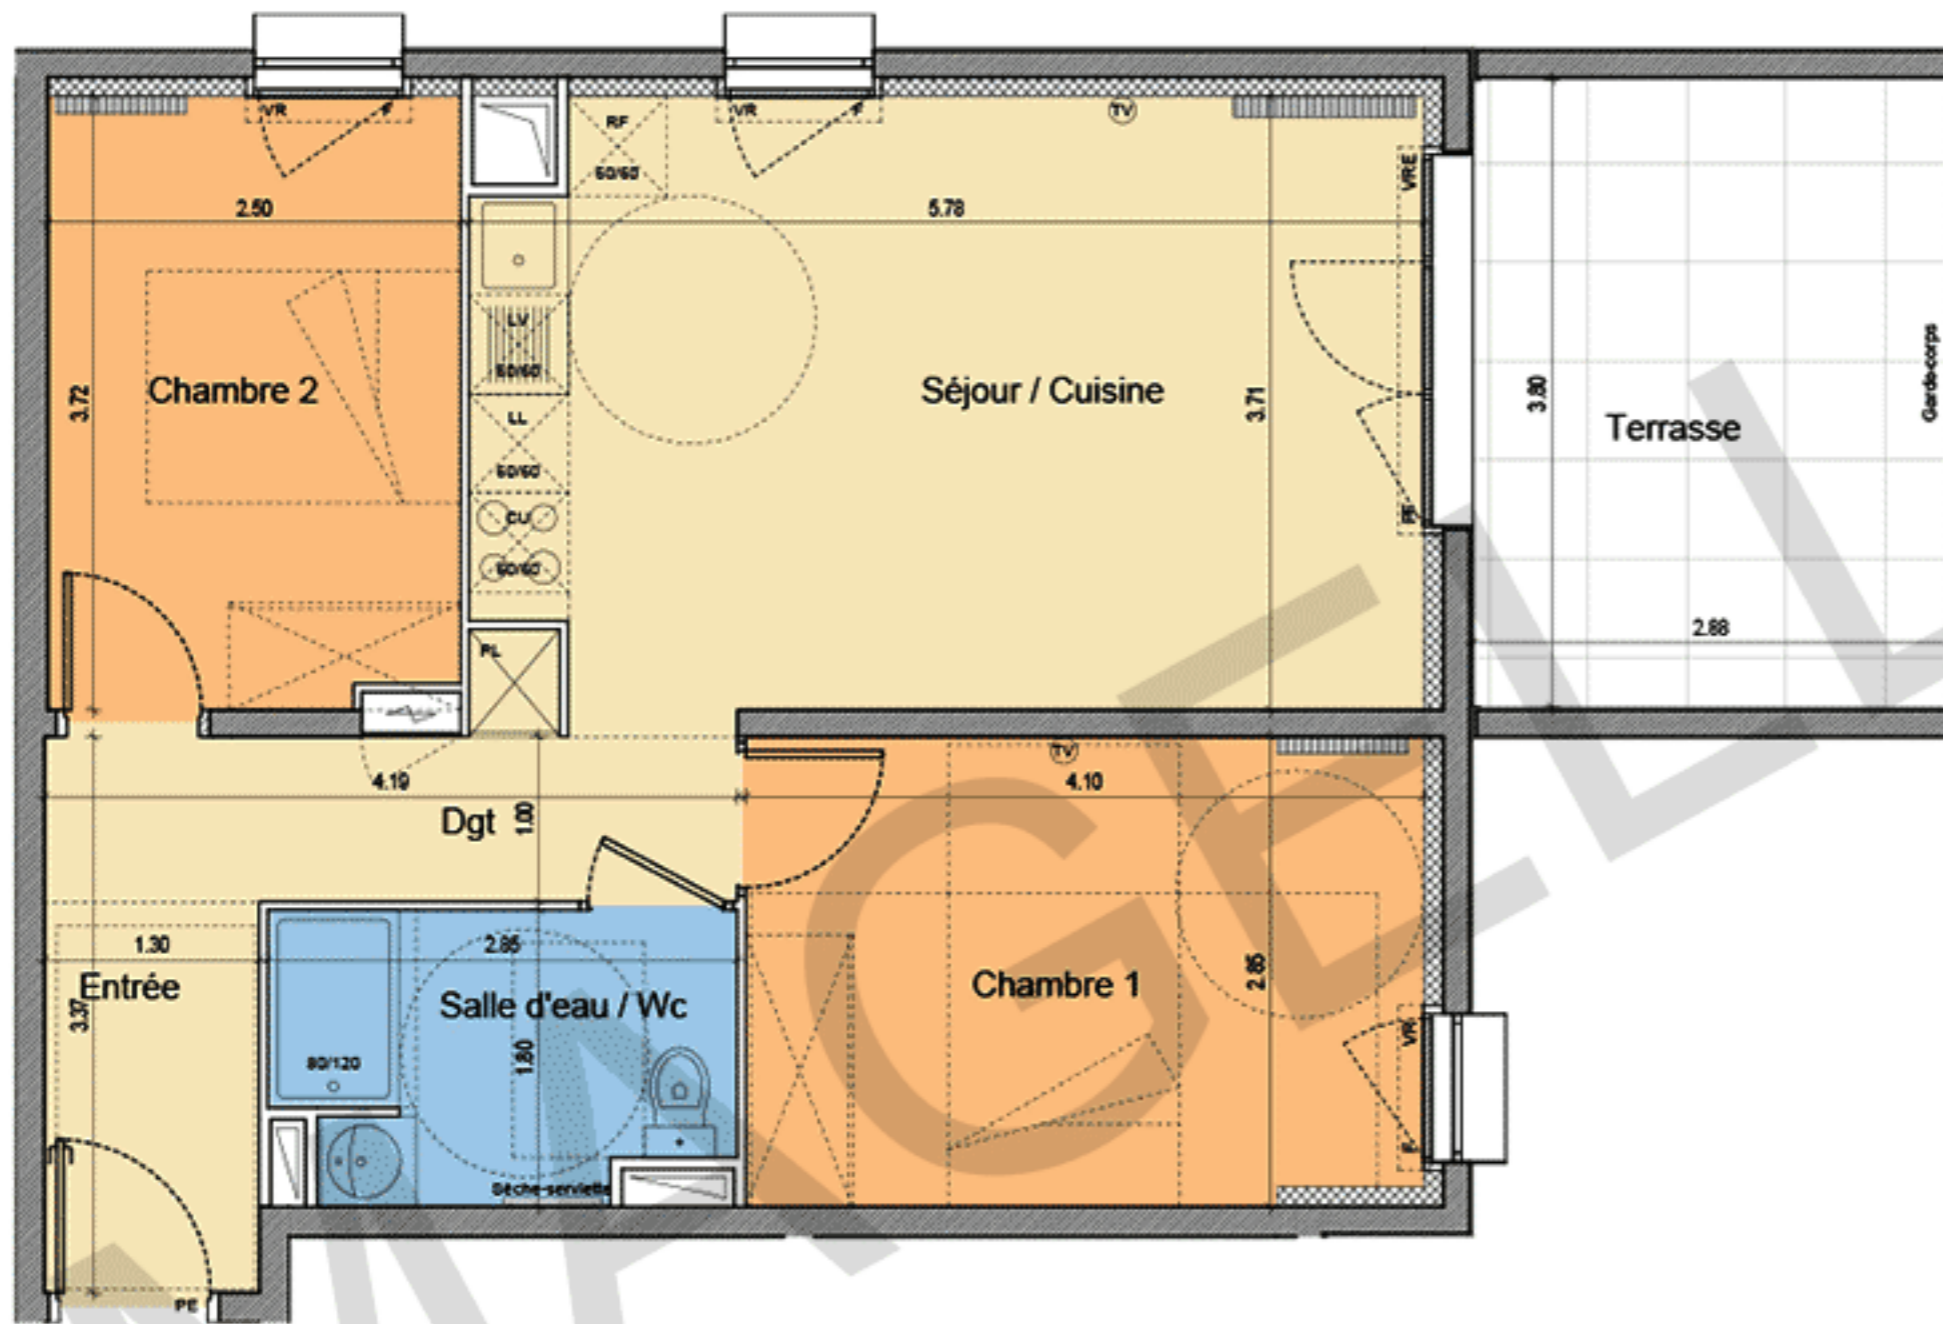 VR
F
VR
F
TV
RF
60/60
VRE
2.50
5.78
LV
60/60
Chambre 2
3.72
Séjour / Cuisine
3.71
3.80
Terrasse
Garde-corps
LL
60/60
CU
60/60
PF
2.88
PL
TV
4.19
4.10
Dgt
1.00
1.30
2.85
Entrée
3.37
Salle d'eau / Wc
1.80
Chambre 1
2.85
VR
F
80/120
Sèche-serviette
PE
MAGELL